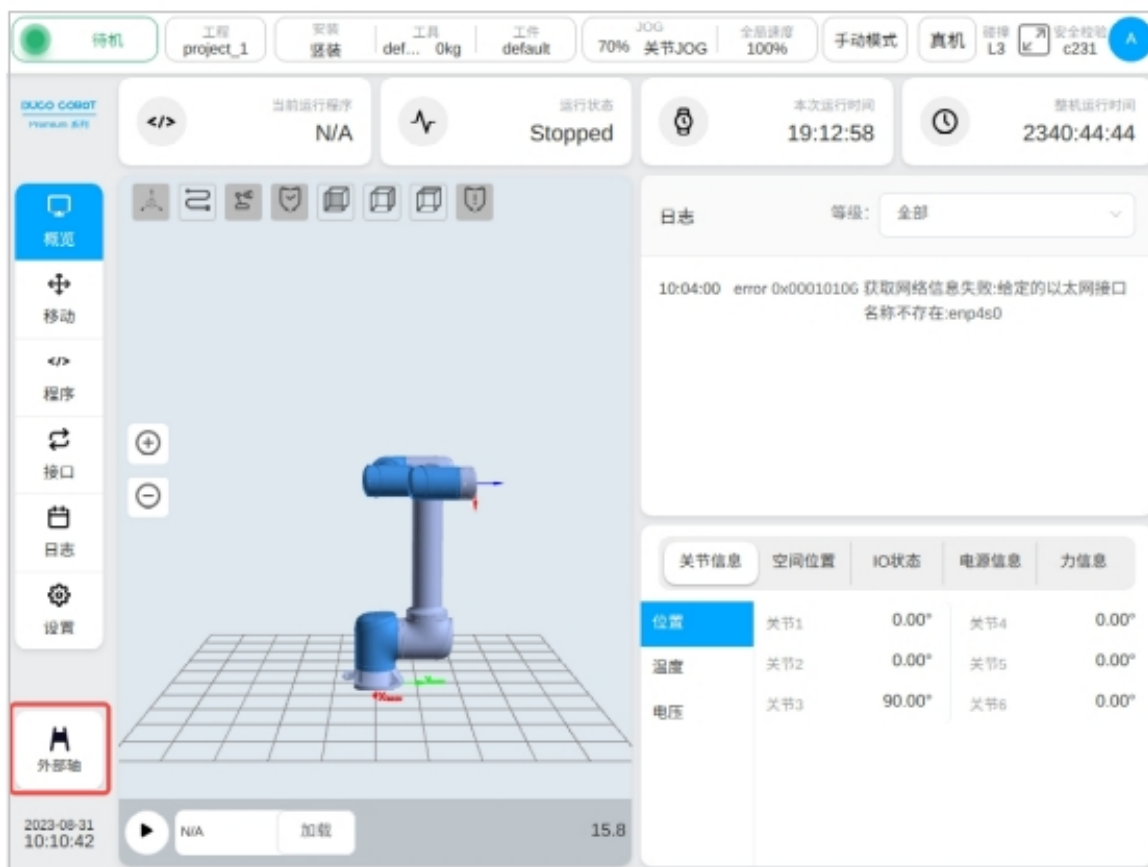 待机
工程
project_1
安装
竖装
工具
def... 0kg
工件
default
JOG
70% 关节JOG
全局速度
100%
手动模式
真机
碰撞
L3
安全校验
c231
A
DUCO COBOT
Premium 系列
</>
当前运行程序
N/A
运行状态
Stopped
本次运行时间
19:12:58
整机运行时间
2340:44:44
概览
移动
</>
程序
接口
日志
设置
外部轴
2023-08-31
10:10:42
日志
等级:
全部
10:04:00 error 0x00010106 获取网络信息失败:给定的以太网接口
名称不存在:enp4s0
关节信息 空间位置 IO状态 电源信息 力信息
位置 关节1 0.00° 关节4 0.00°
温度 关节2 0.00° 关节5 0.00°
电压 关节3 90.00° 关节6 0.00°
N/A
加载
15.8